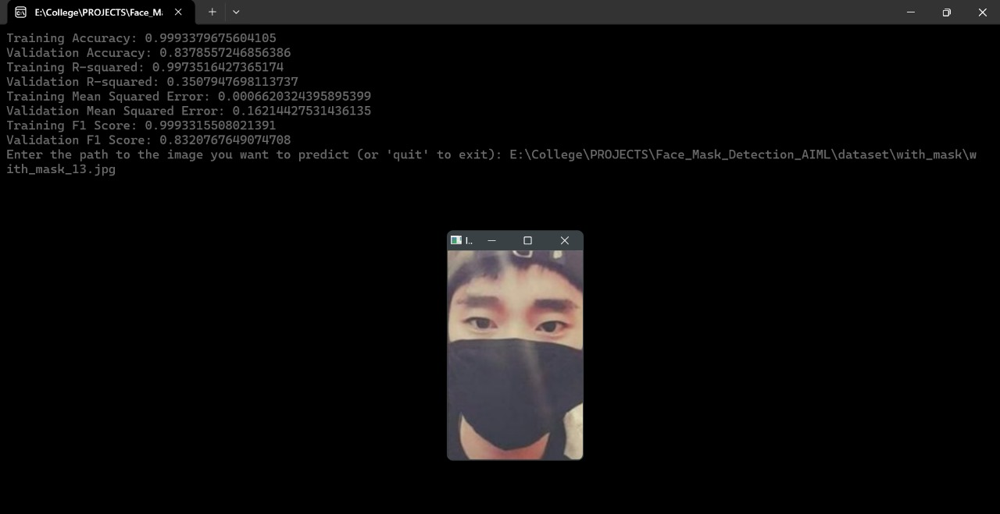 E:\College\PROJECTS\Face_M
Training Accuracy: 0.9993379675604105
Validation Accuracy: 0.8378557246856386
Training R-squared: 0.9973516427365174
Validation R-squared: 0.3507947698113737
Training Mean Squared Error: 0.0006620324395895399
Validation Mean Squared Error: 0.16214427531436135
Training F1 Score: 0.9993315508021391
Validation F1 Score: 0.8320767649074708
Enter the path to the image you want to predict (or 'quit' to exit): E:\College\PROJECTS\Face_Mask_Detection_AIML\dataset\with_mask\w
ith_mask_13.jpg
I..